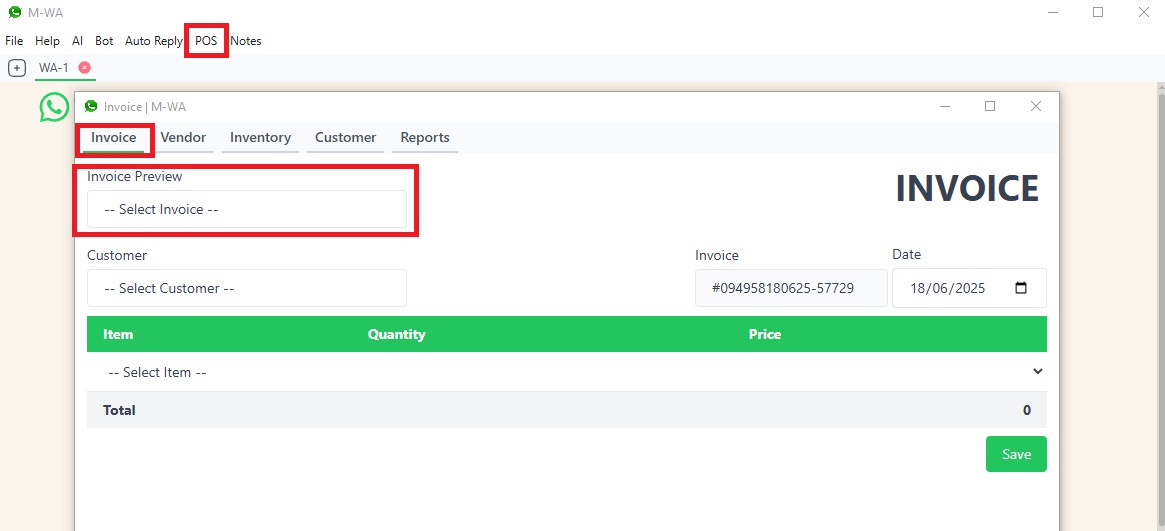 M-WA
File Help AI Bot Auto Reply POS Notes
WA-1
Invoice | M-WA
Invoice Vendor Inventory Customer Reports
Invoice Preview
INVOICE
-- Select Invoice --
Customer Invoice Date
-- Select Customer -- #094958180625-57729 18/06/2025
Item Quantity Price
-- Select Item --
Total 0
Save